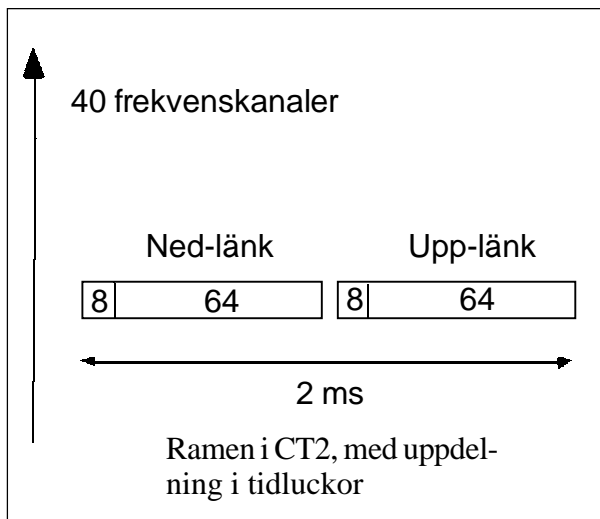 40 frekvenskanaler
Ned-länk Upp-länk
8 64 8 64
2 ms
Ramen i CT2, med uppdel-
ning i tidluckor